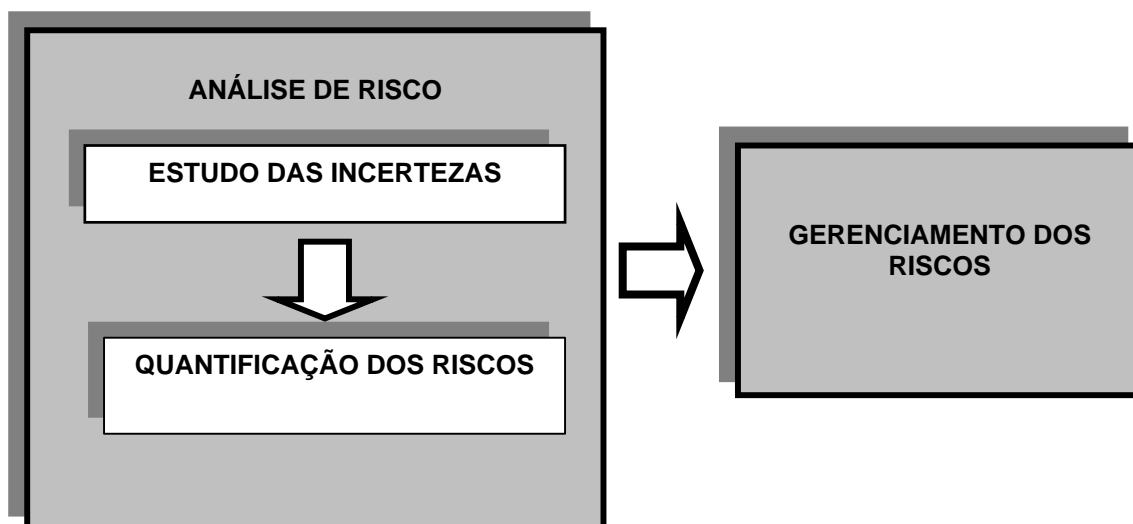 ANÁLISE DE RISCO
ESTUDO DAS INCERTEZAS
QUANTIFICAÇÃO DOS RISCOS
GERENCIAMENTO DOS
RISCOS